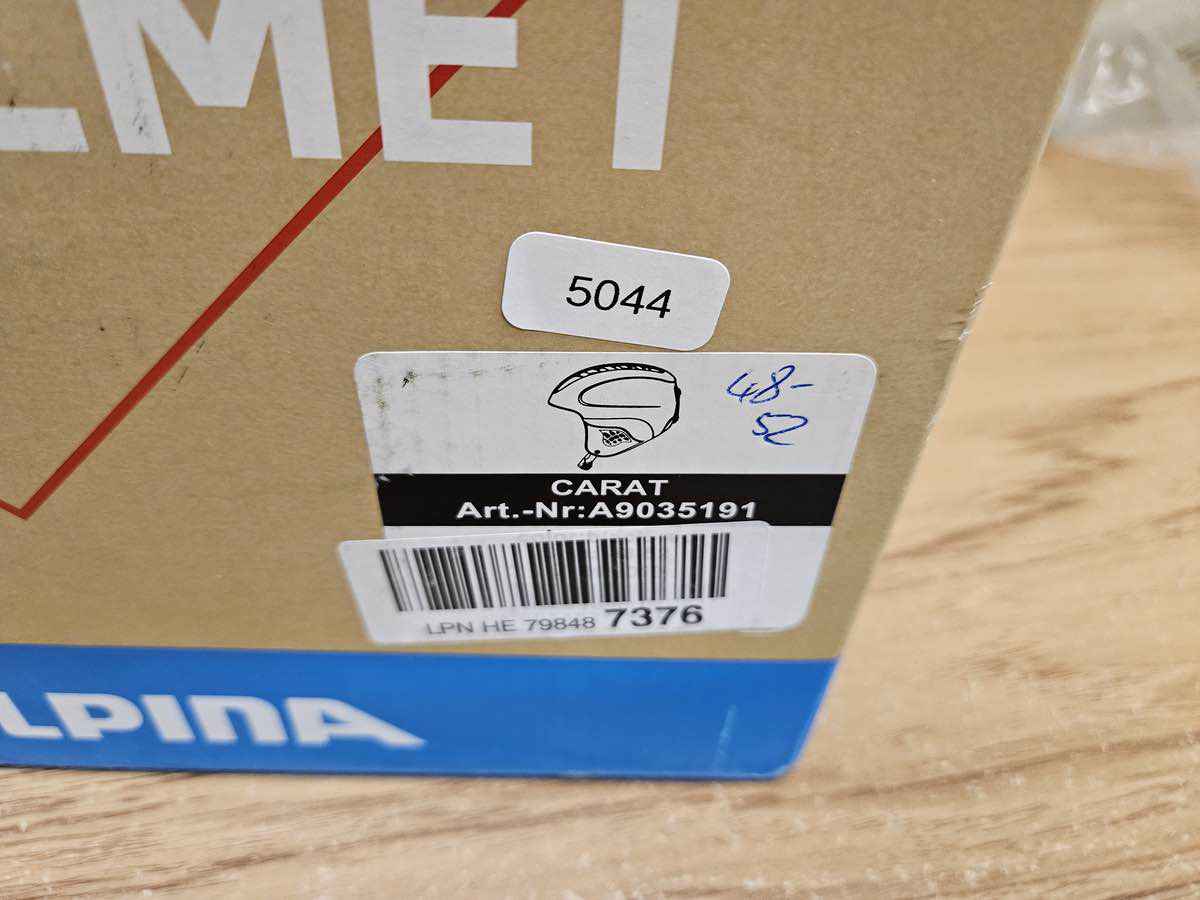 LMET
5044
48-
52
CARAT
Art.-Nr:A9035191
LPN HE 79848 7376
LPINA